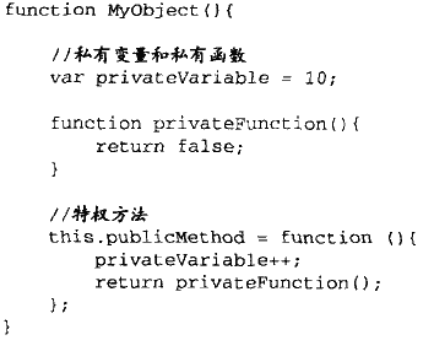 function MyObject(){
//私有变量和私有函数
var privateVariable = 10;
function privateFunction(){
return false;
}
//特权方法
this.publicMethod = function (){
privateVariable++;
return privateFunction();
};
}